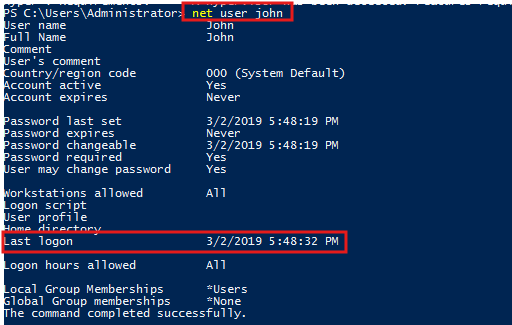 PS C:\Users\Administrator> net user john
User name John
Full Name John
Comment
User's comment
Country/region code 000 (System Default)
Account active Yes
Account expires Never
Password last set 3/2/2019 5:48:19 PM
Password expires Never
Password changeable 3/2/2019 5:48:19 PM
Password required Yes
User may change password Yes
Workstations allowed All
Logon script
User profile
Home directory
Last logon 3/2/2019 5:48:32 PM
Logon hours allowed All
Local Group Memberships *Users
Global Group memberships *None
The command completed successfully.